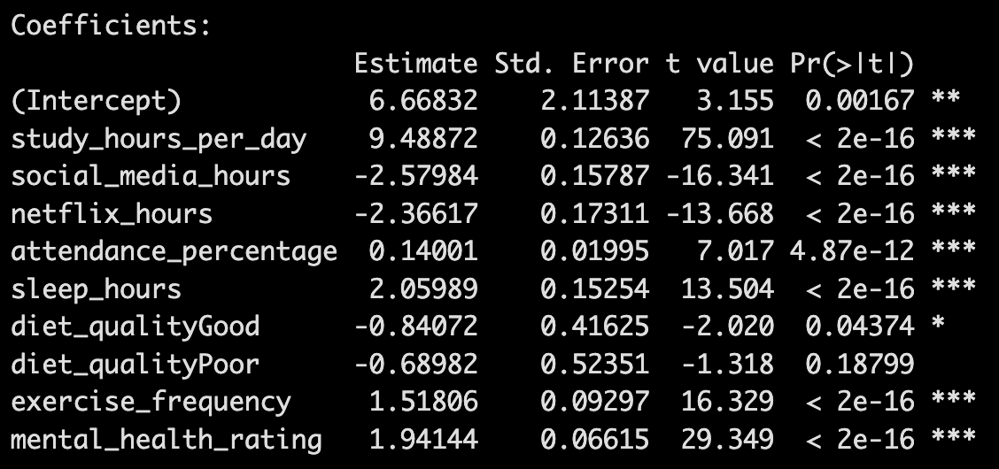 Coefficients:
Estimate Std. Error t value Pr(>|t|)
(Intercept) 6.66832 2.11387 3.155 0.00167 **
study_hours_per_day 9.48872 0.12636 75.091 < 2e-16 ***
social_media_hours -2.57984 0.15787 -16.341 < 2e-16 ***
netflix_hours -2.36617 0.17311 -13.668 < 2e-16 ***
attendance_percentage 0.14001 0.01995 7.017 4.87e-12 ***
sleep_hours 2.05989 0.15254 13.504 < 2e-16 ***
diet_qualityGood -0.84072 0.41625 -2.020 0.04374 *
diet_qualityPoor -0.68982 0.52351 -1.318 0.18799
exercise_frequency 1.51806 0.09297 16.329 < 2e-16 ***
mental_health_rating 1.94144 0.06615 29.349 < 2e-16 ***